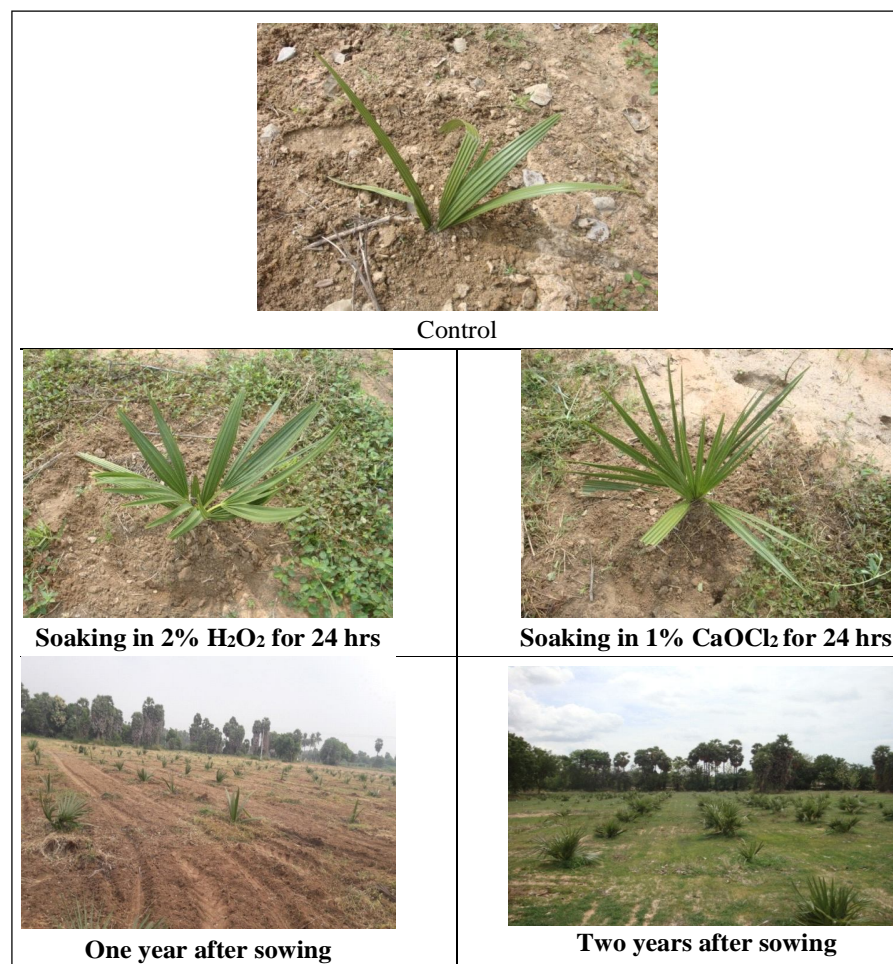 Control
Soaking in 2% H₂O₂ for 24 hrs
Soaking in 1% CaOCl₂ for 24 hrs
One year after sowing
Two years after sowing